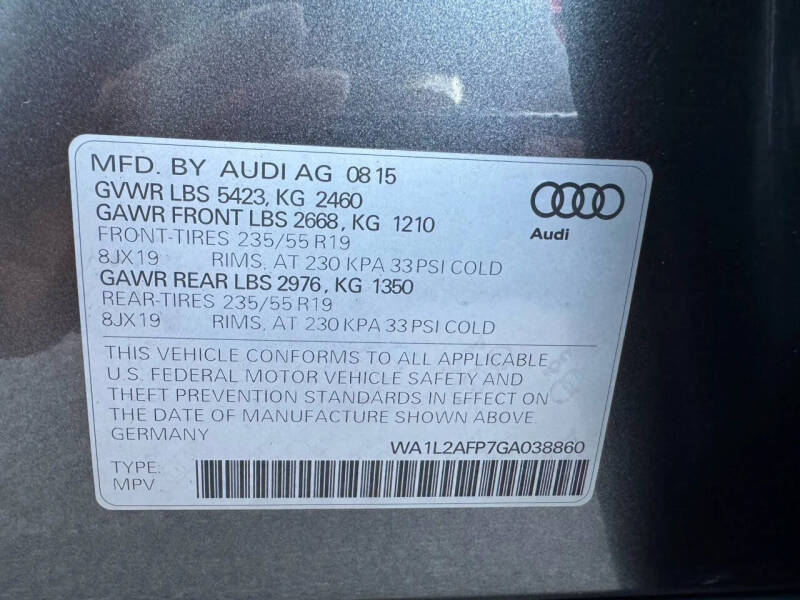 MFD. BY AUDI AG 08 15
GVWR LBS 5423, KG 2460
GAWR FRONT LBS 2668, KG 1210
FRONT-TIRES 235/55 R19
8JX19 RIMS, AT 230 KPA 33 PSI COLD
GAWR REAR LBS 2976, KG 1350
REAR-TIRES 235/55 R19
8JX19 RIMS, AT 230 KPA 33 PSI COLD
Audi
THIS VEHICLE CONFORMS TO ALL APPLICABLE
U.S. FEDERAL MOTOR VEHICLE SAFETY AND
THEFT PREVENTION STANDARDS IN EFFECT ON
THE DATE OF MANUFACTURE SHOWN ABOVE
GERMANY
WA1L2AFP7GA038860
TYPE:
MPV